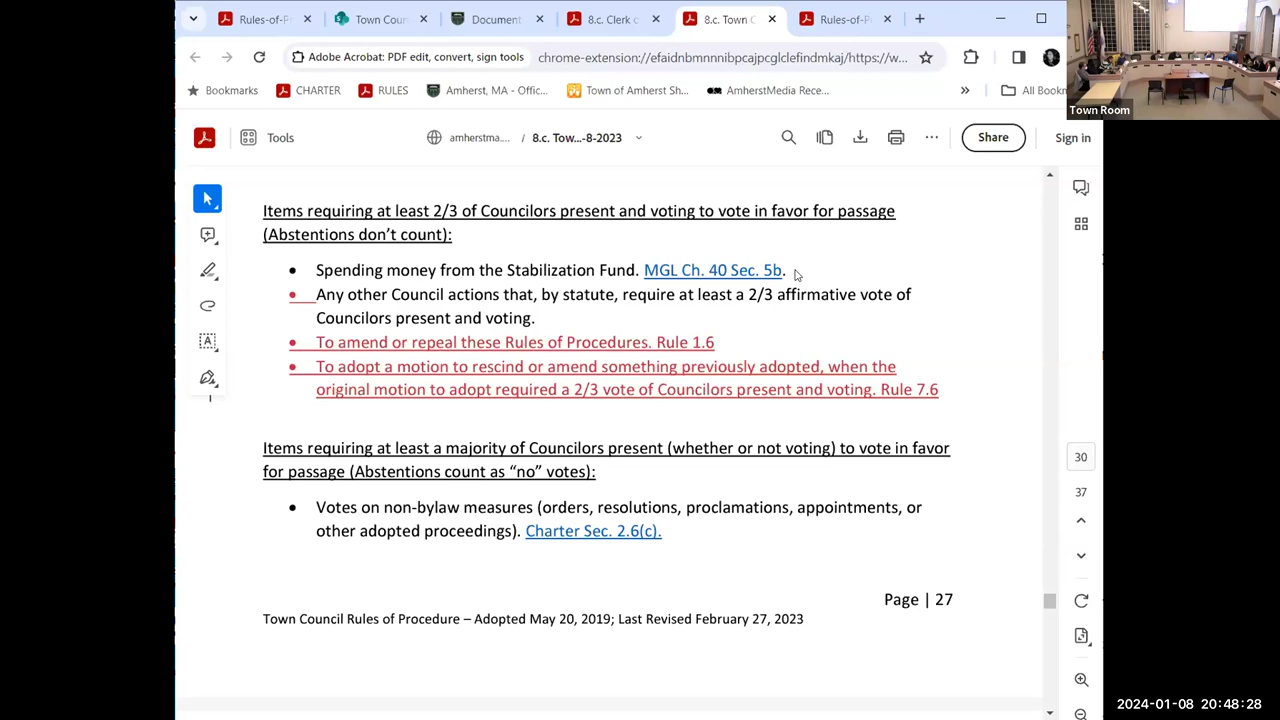 Rules-of-P
Town Cour
Document
8.c. Clerk c
8.c. Town C
Rules-of-P
Adobe Acrobat: PDF edit, convert, sign tools
chrome-extension://efaidnbmnnnibpcajpcglclefindmkaj/https://w...
Bookmarks
CHARTER
RULES
Amherst, MA - Offic...
Town of Amherst Sh...
AmherstMedia Rece...
»
All Bookn
Town Room
Tools
amherstma....
/ 8.c. Tow...-8-2023
Share
Sign in
Items requiring at least 2/3 of Councilors present and voting to vote in favor for passage
(Abstentions don’t count):
• Spending money from the Stabilization Fund. MGL Ch. 40 Sec. 5b.
• Any other Council actions that, by statute, require at least a 2/3 affirmative vote of
Councilors present and voting.
• To amend or repeal these Rules of Procedures. Rule 1.6
• To adopt a motion to rescind or amend something previously adopted, when the
original motion to adopt required a 2/3 vote of Councilors present and voting. Rule 7.6
Items requiring at least a majority of Councilors present (whether or not voting) to vote in favor
for passage (Abstentions count as “no” votes):
• Votes on non-bylaw measures (orders, resolutions, proclamations, appointments, or
other adopted proceedings). Charter Sec. 2.6(c).
30
37
Page | 27
Town Council Rules of Procedure – Adopted May 20, 2019; Last Revised February 27, 2023
2024-01-08 20:48:28